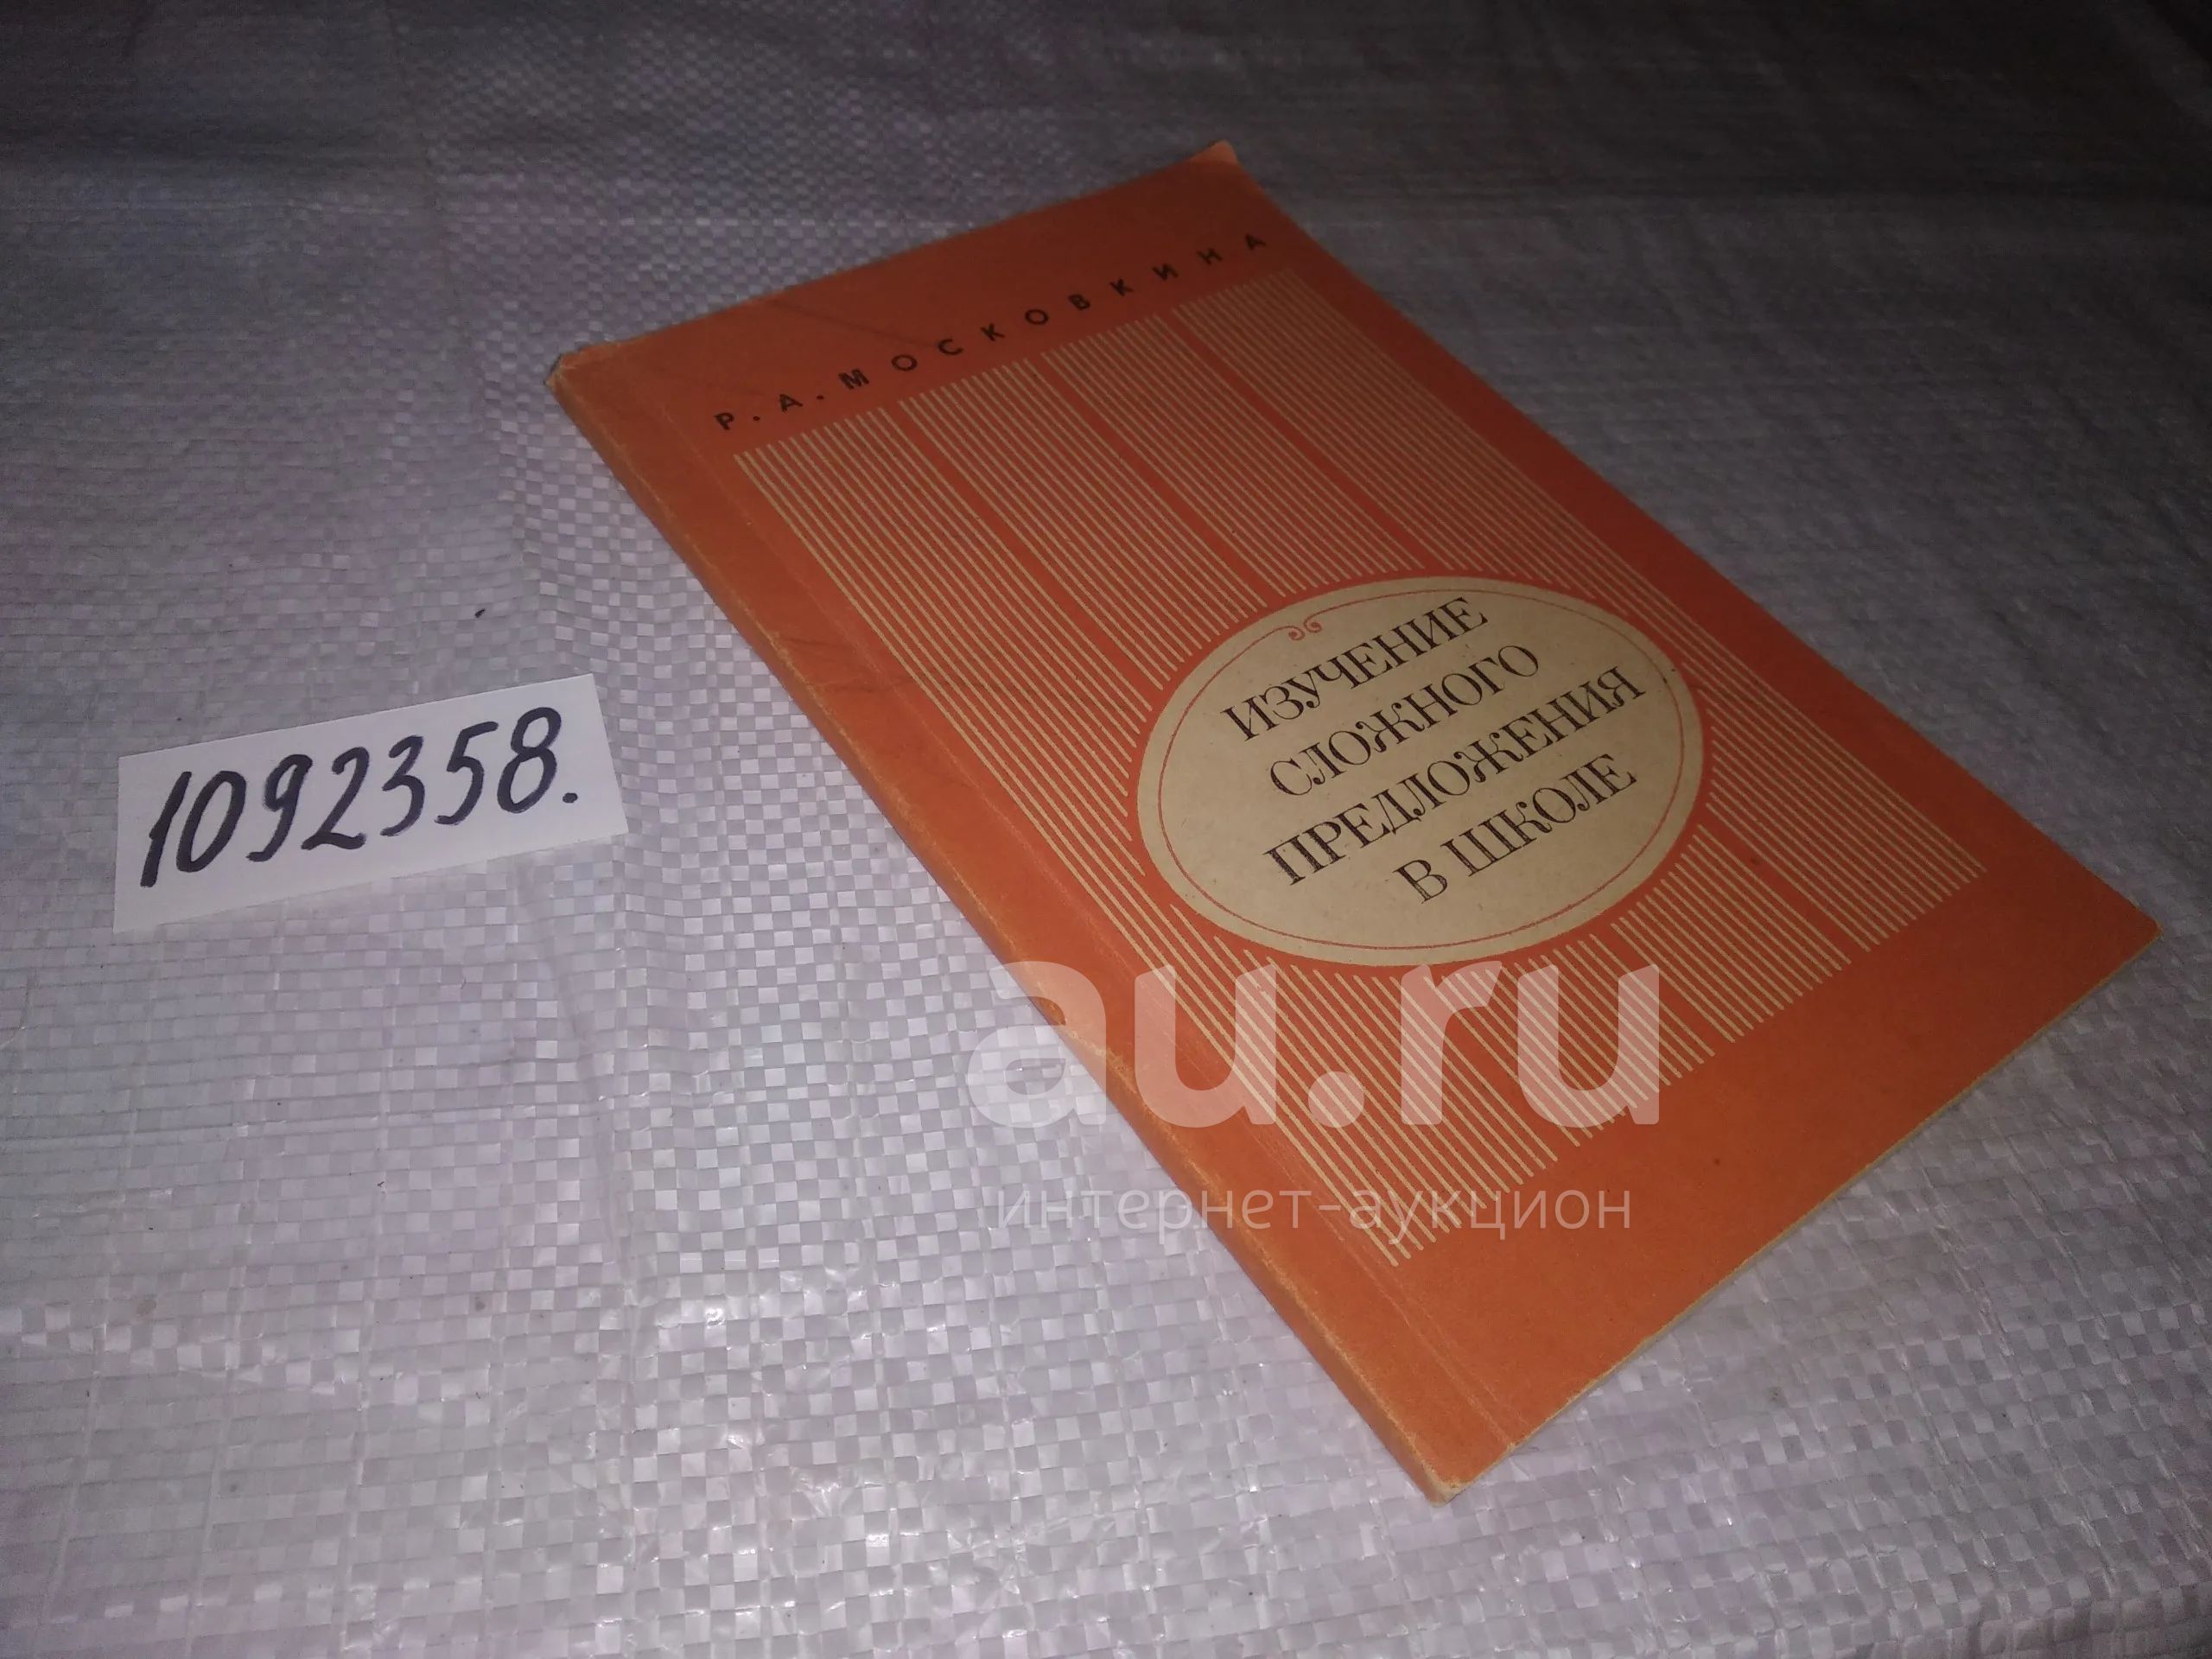 Р. А. МОСКОВКИНА
ИЗУЧЕНИЕ
СЛОЖНОГО
ПРЕДЛОЖЕНИЯ
В ШКОЛЕ
1092358.
au.ru
интернет-аукцион